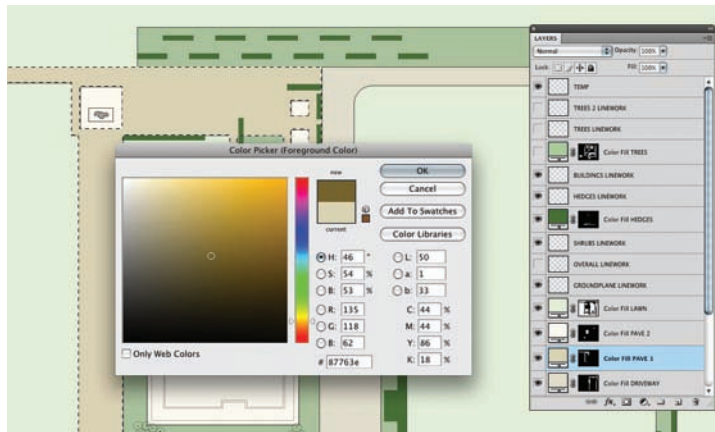 LAYERS
Normal Opacity: 100%
Lock: Fill: 100%
TEMP
TREES 2 LINEWORK
TREES LINEWORK
Color Fill TREES
BUILDINGS LINEWORK
HEDGES LINEWORK
Color Fill HEDGES
SHRUBS LINEWORK
OVERALL LINEWORK
GROUNDPLANE LINEWORK
Color Fill LAWN
Color Fill PAVE 2
Color Fill PAVE 1
Color Fill DRIVEWAY
fx
Color Picker (Foreground Color)
new
current
OK
Cancel
Add To Swatches
Color Libraries
H: 46 °
S: 54 %
B: 53 %
R: 135
G: 118
B: 62
# 87763e
L: 50
a: 1
b: 33
C: 44 %
M: 44 %
Y: 86 %
K: 18 %
Only Web Colors